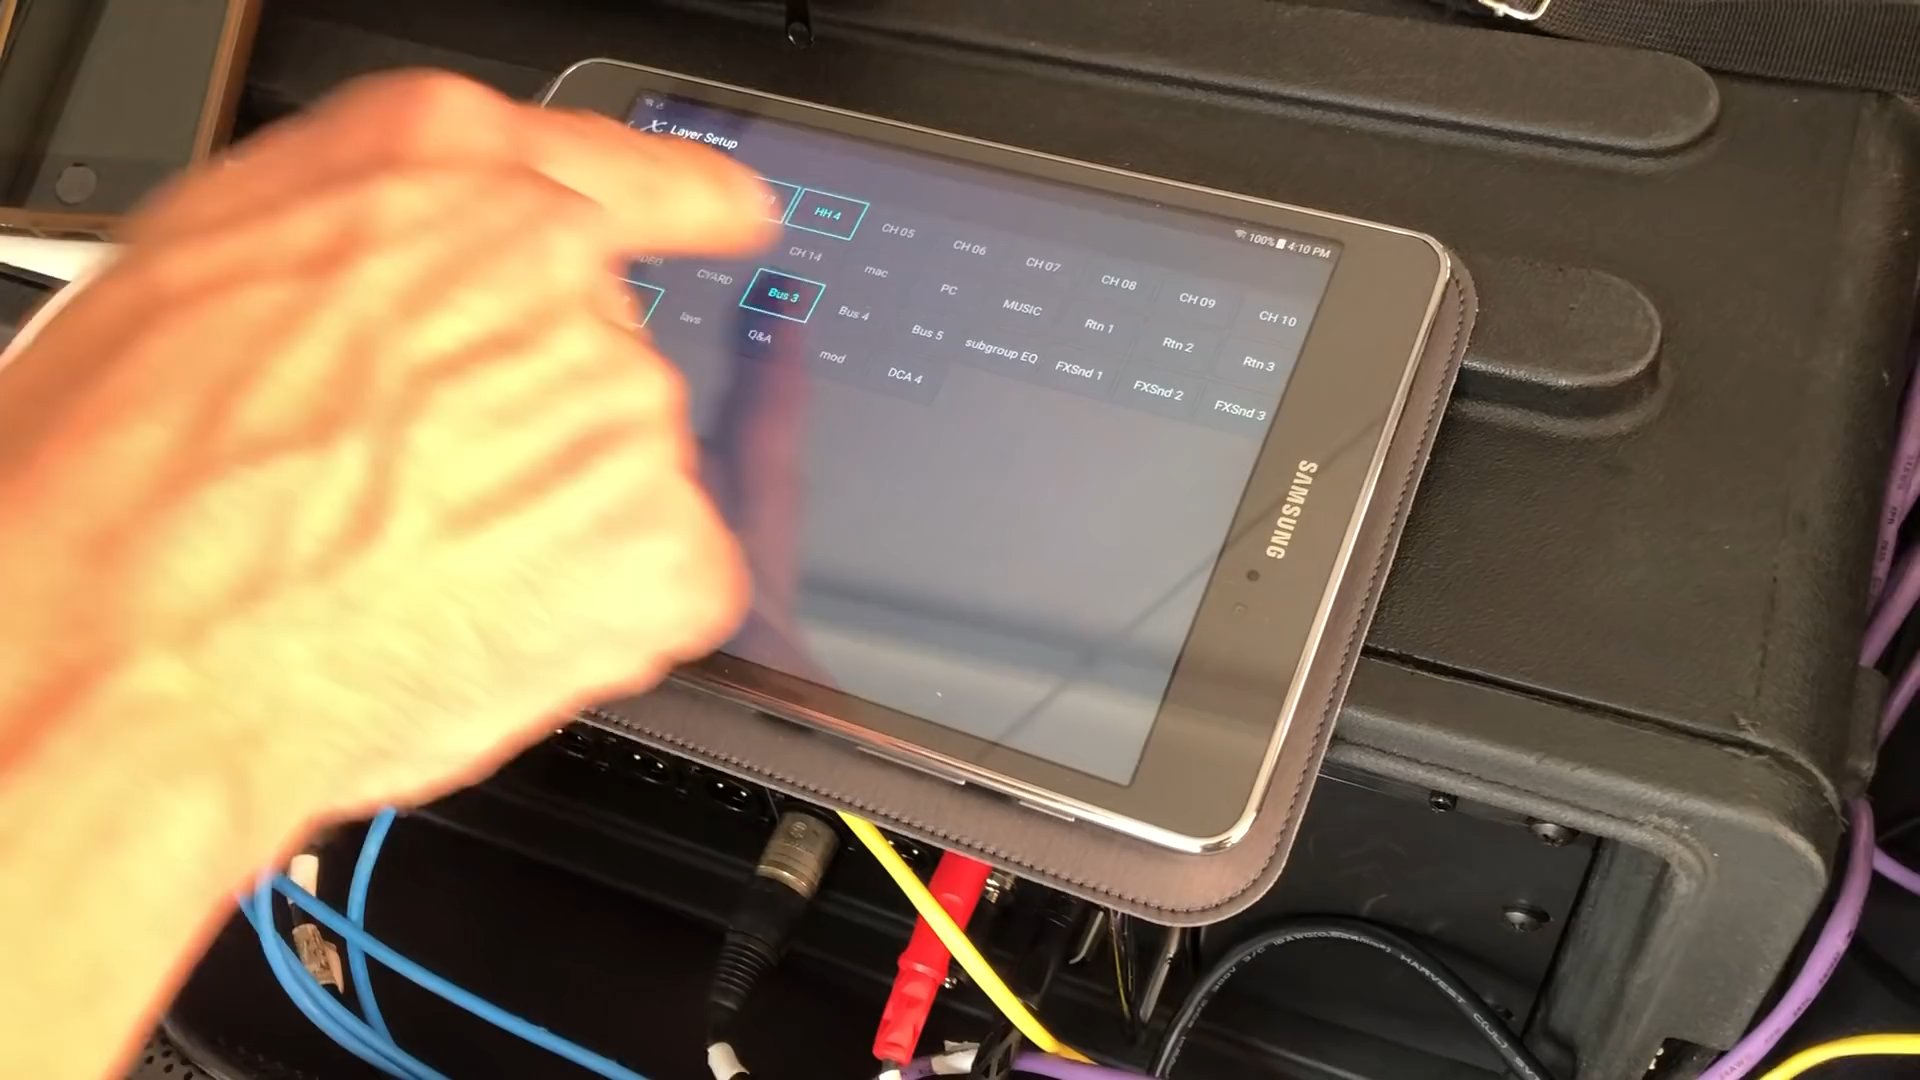 Layer Setup
100% 4:10 PM
HH 4
CH 05
CH 06
CH 07
CH 08
CH 09
CH 10
CYARD
CH 14
mac
PC
MUSIC
Rtn 1
Rtn 2
Rtn 3
Bus 3
Bus 4
Bus 5
subgroup EQ
FXSnd 1
FXSnd 2
FXSnd 3
lavs
Q&A
mod
DCA 4
SAMSUNG
HARVEST